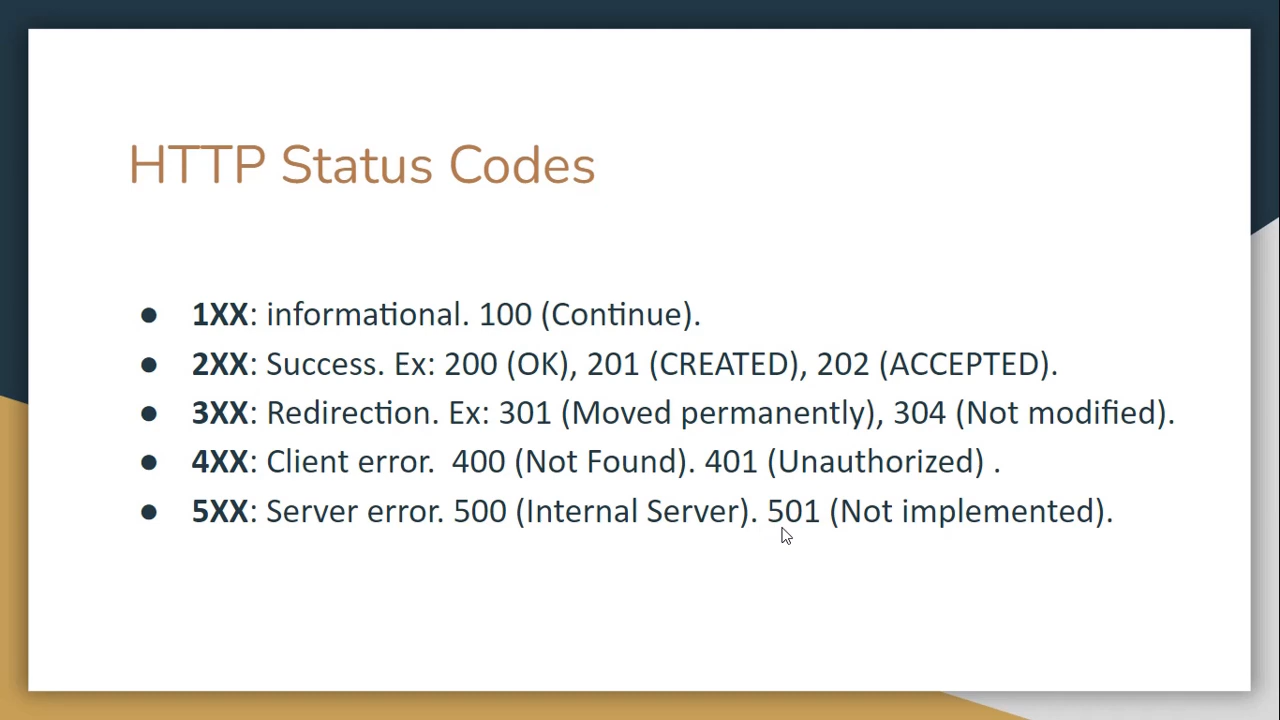 HTTP Status Codes
● 1XX: informational. 100 (Continue).
● 2XX: Success. Ex: 200 (OK), 201 (CREATED), 202 (ACCEPTED).
● 3XX: Redirection. Ex: 301 (Moved permanently), 304 (Not modified).
● 4XX: Client error.  400 (Not Found). 401 (Unauthorized) .
● 5XX: Server error. 500 (Internal Server). 501 (Not implemented).